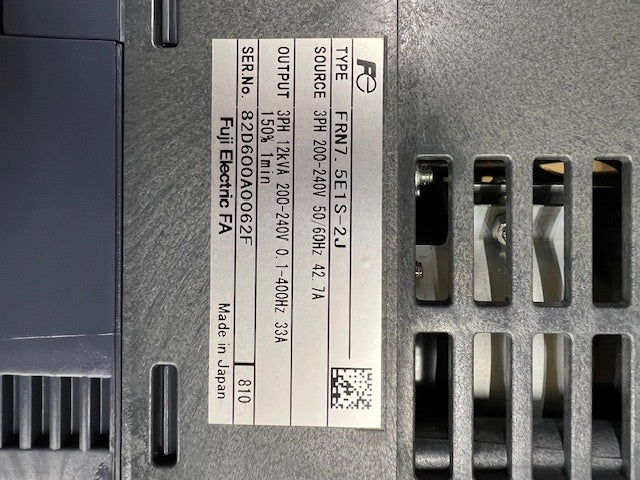 Fe
TYPE FRN7.5E1S-2J
SOURCE 3PH 200-240V 50/60Hz 42.7A
OUTPUT 3PH 12kVA 200-240V 0.1-400Hz 33A
150% 1min
SER.No. 82D600A0062F 810
Fuji Electric FA Made in Japan